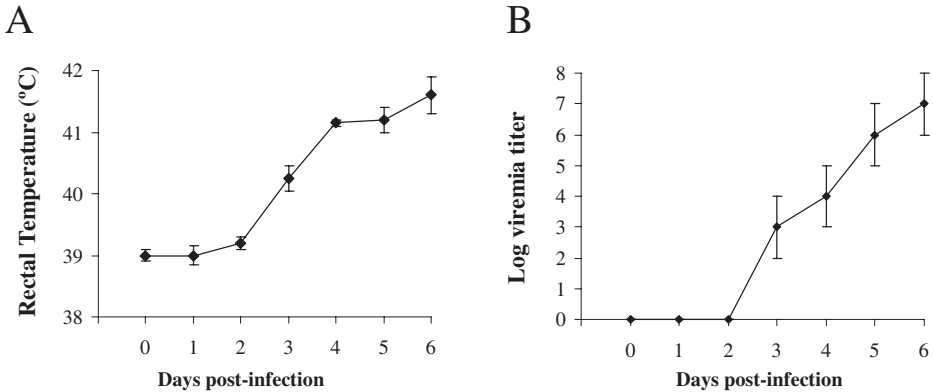 A
Rectal Temperature (ºC)
42
41
40
39
38
0 1 2 3 4 5 6
Days post-infection
B
Log viremia titer
8
7
6
5
4
3
2
1
0
0 1 2 3 4 5 6
Days post-infection